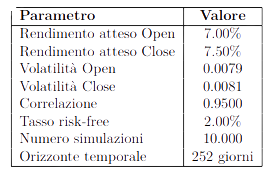 Parametro Valore
Rendimento atteso Open 7.00%
Rendimento atteso Close 7.50%
Volatilità Open 0.0079
Volatilità Close 0.0081
Correlazione 0.9500
Tasso risk-free 2.00%
Numero simulazioni 10.000
Orizzonte temporale 252 giorni